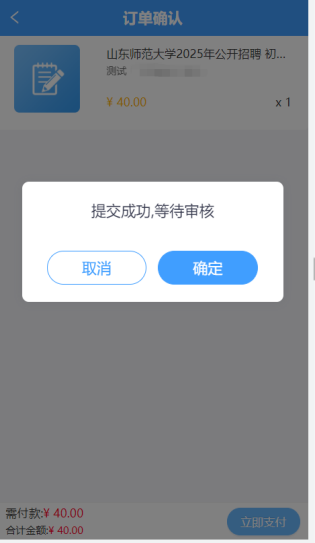 订单确认
山东师范大学2025年公开招聘 初...
测试
¥ 40.00 x 1
提交成功,等待审核
取消 确定
需付款:¥ 40.00
合计金额:¥ 40.00
立即支付